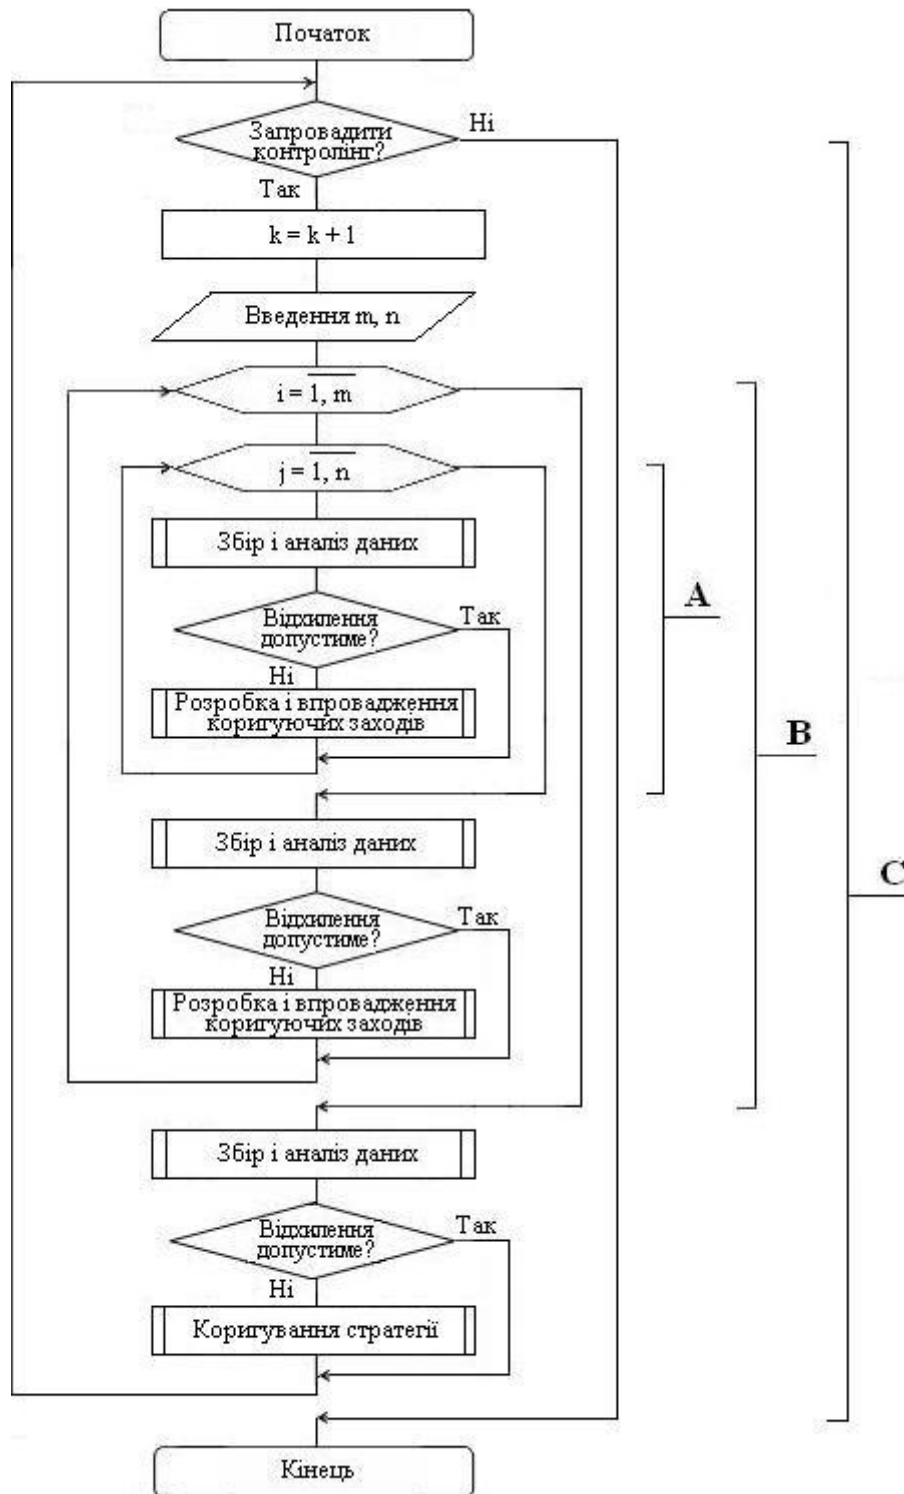 Початок
Запровадити
контролінг?
Ні
Так
k = k + 1
Введення m, n
i = 1, m
j = 1, n
Збір і аналіз даних
Відхилення
допустиме?
Так
Ні
Розробка і впровадження
коригуючих заходів
A
B
Збір і аналіз даних
C
Відхилення
допустиме?
Так
Ні
Розробка і впровадження
коригуючих заходів
Збір і аналіз даних
Відхилення
допустиме?
Так
Ні
Коригування стратегії
Кінець